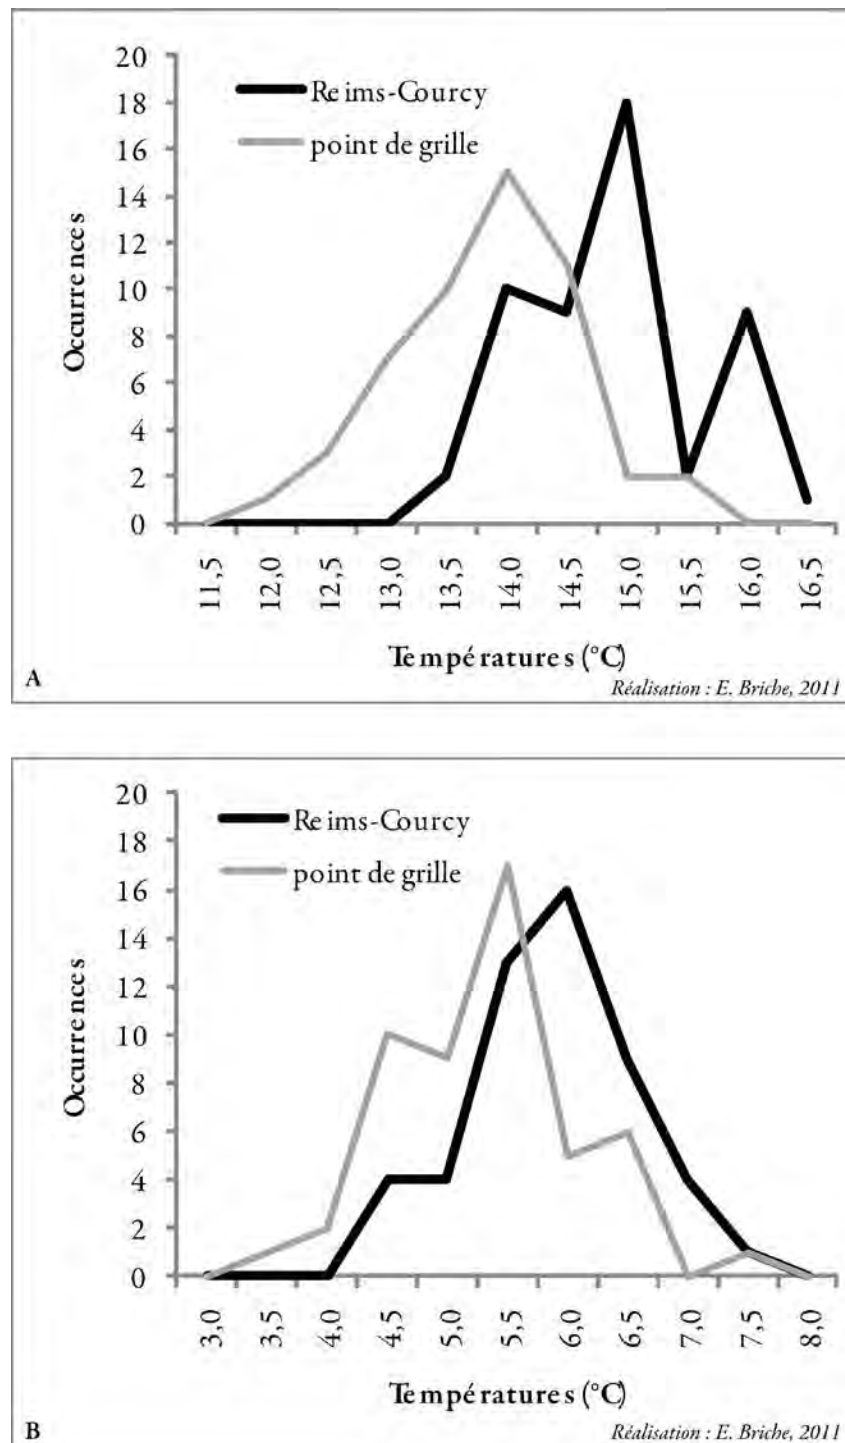 20
18
16
14
12
10
8
6
4
2
0
Occurrences
Reims-Courcy
point de grille
11,5 12,0 12,5 13,0 13,5 14,0 14,5 15,0 15,5 16,0 16,5
Températures (°C)
A
Réalisation : E. Briche, 2011
20
18
16
14
12
10
8
6
4
2
0
Occurrences
Reims-Courcy
point de grille
3,0 3,5 4,0 4,5 5,0 5,5 6,0 6,5 7,0 7,5 8,0
Températures (°C)
B
Réalisation : E. Briche, 2011